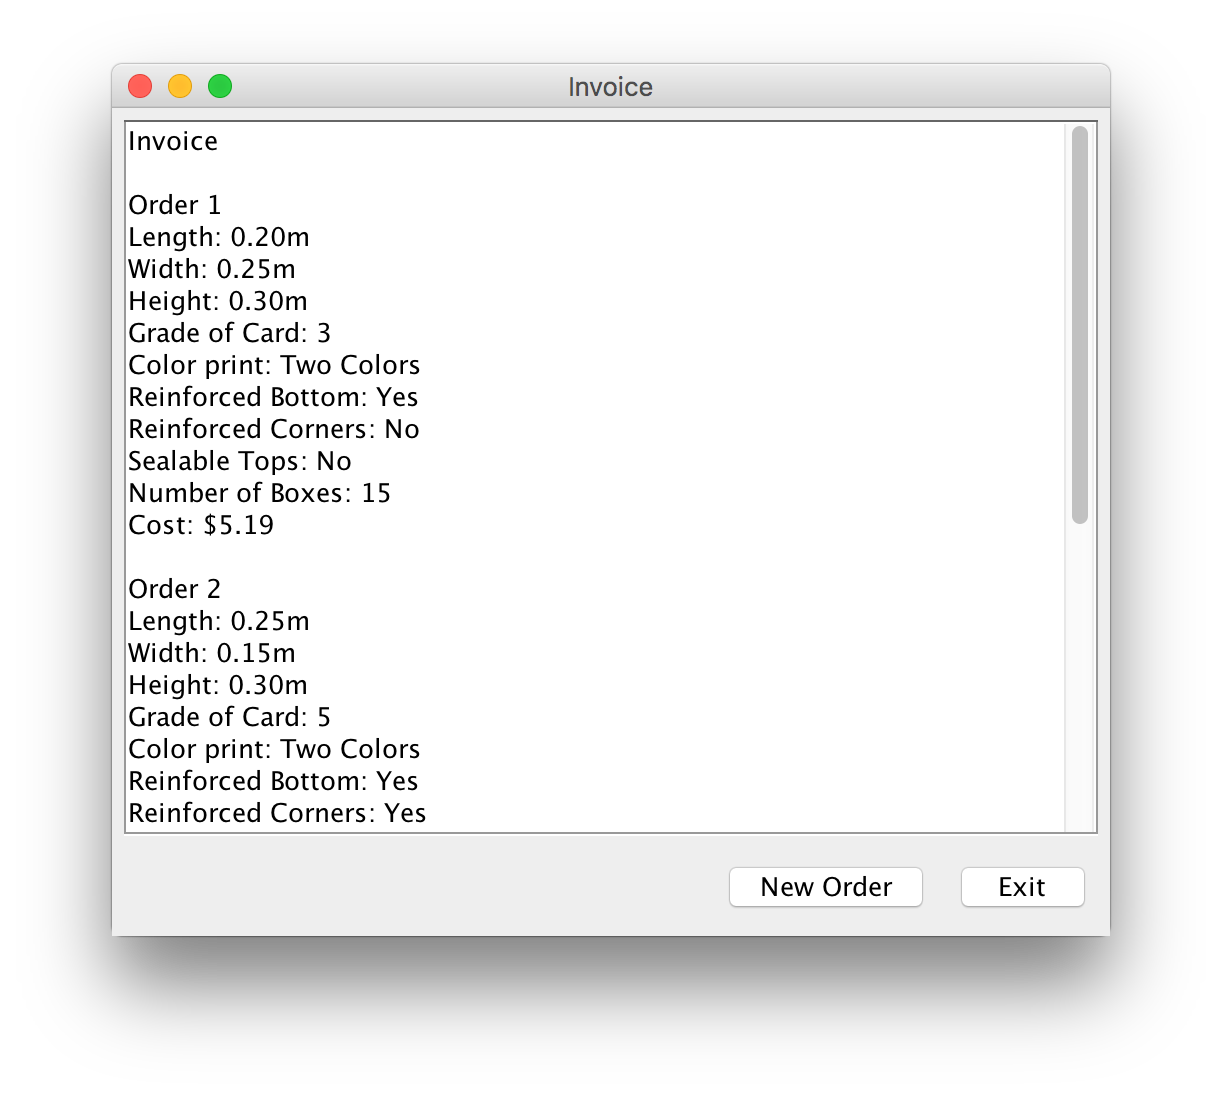 Invoice
Invoice
Order 1
Length: 0.20m
Width: 0.25m
Height: 0.30m
Grade of Card: 3
Color print: Two Colors
Reinforced Bottom: Yes
Reinforced Corners: No
Sealable Tops: No
Number of Boxes: 15
Cost: $5.19
Order 2
Length: 0.25m
Width: 0.15m
Height: 0.30m
Grade of Card: 5
Color print: Two Colors
Reinforced Bottom: Yes
Reinforced Corners: Yes
New Order
Exit